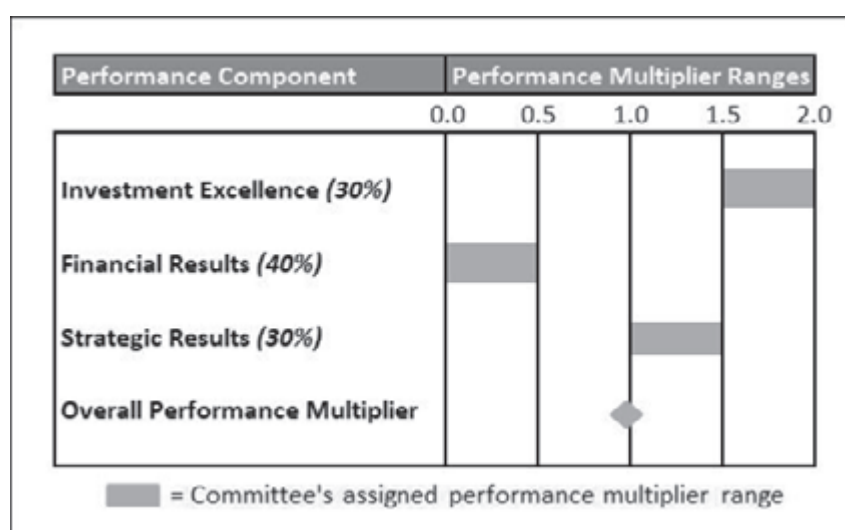 Performance Component Performance Multiplier Ranges
0.0 0.5 1.0 1.5 2.0
Investment Excellence (30%)
Financial Results (40%)
Strategic Results (30%)
Overall Performance Multiplier
= Committee's assigned performance multiplier range